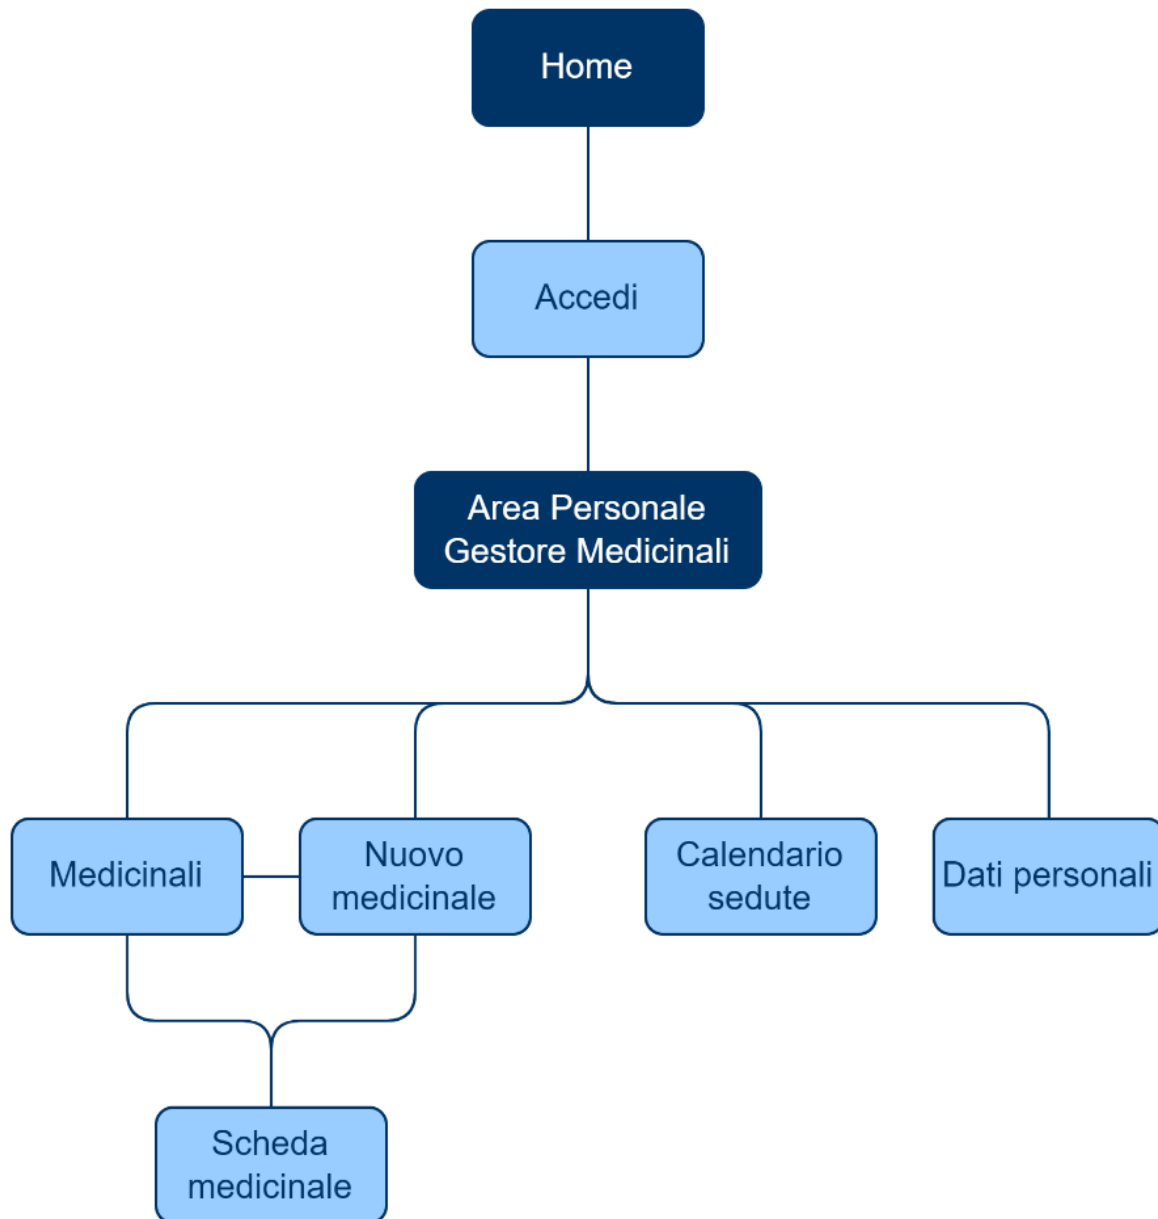 Home
Accedi
Area Personale
Gestore Medicinali
Medicinali
Nuovo
medicinale
Calendario
sedute
Dati personali
Scheda
medicinale